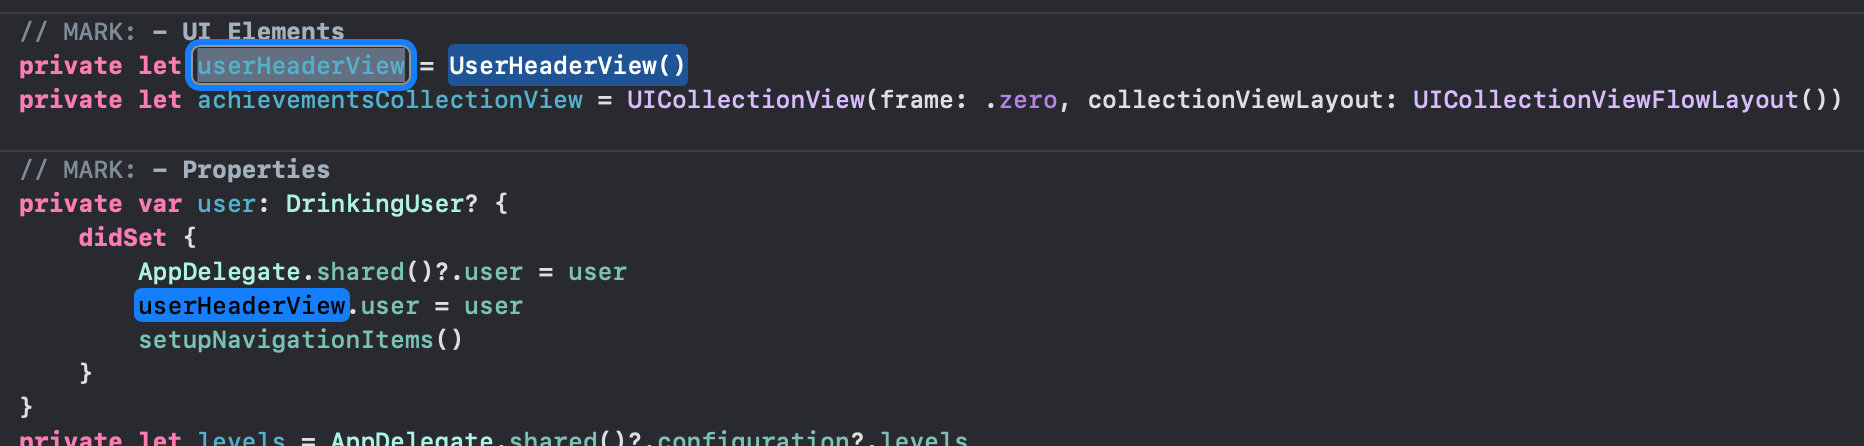 // MARK: – UI Elements
private let userHeaderView = UserHeaderView()
private let achievementsCollectionView = UICollectionView(frame: .zero, collectionViewLayout: UICollectionViewFlowLayout())
// MARK: – Properties
private var user: DrinkingUser? {
didSet {
AppDelegate.shared()?.user = user
userHeaderView.user = user
setupNavigationItems()
}
}
private let levels = AppDelegate.shared()?.configuration?.levels